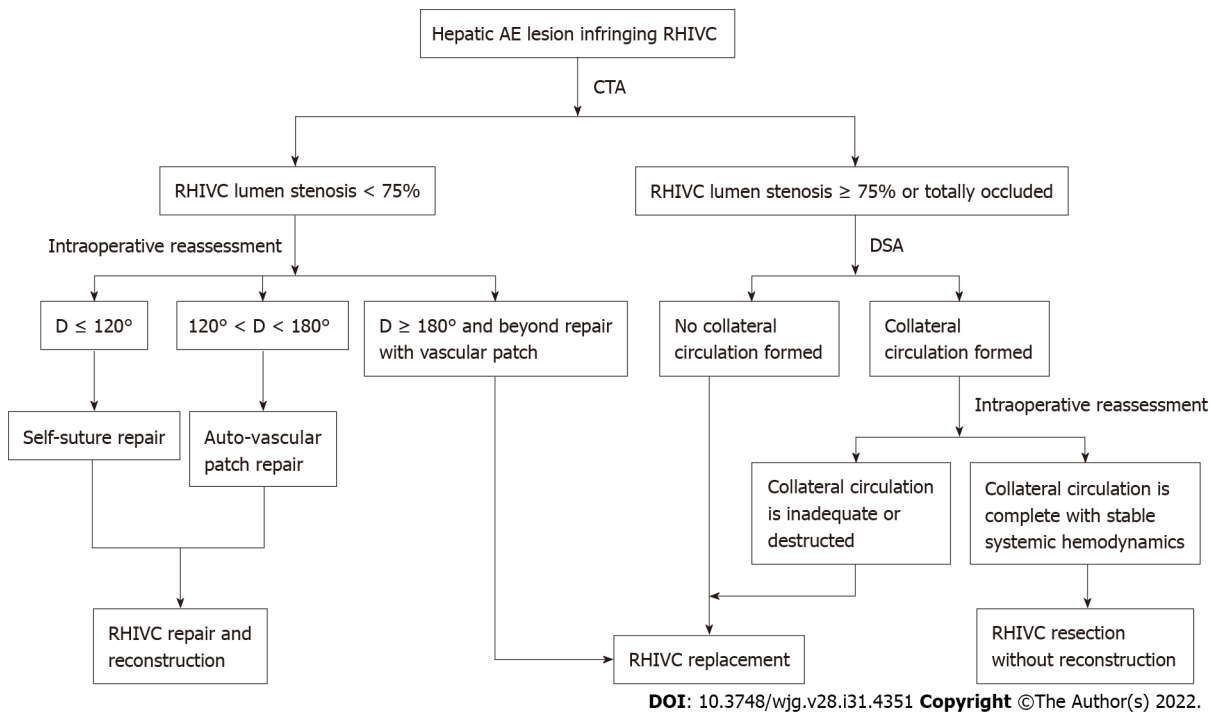 Hepatic AE lesion infringing RHIVC
CTA
RHIVC lumen stenosis < 75%
RHIVC lumen stenosis ≥ 75% or totally occluded
Intraoperative reassessment
DSA
D ≤ 120°
120° < D < 180°
D ≥ 180° and beyond repair
with vascular patch
No collateral
circulation formed
Collateral
circulation formed
Intraoperative reassessment
Self-suture repair
Auto-vascular
patch repair
Collateral circulation
is inadequate or
destructed
Collateral circulation is
complete with stable
systemic hemodynamics
RHIVC repair and
reconstruction
RHIVC replacement
RHIVC resection
without reconstruction
DOI: 10.3748/wjg.v28.i31.4351 Copyright ©The Author(s) 2022.